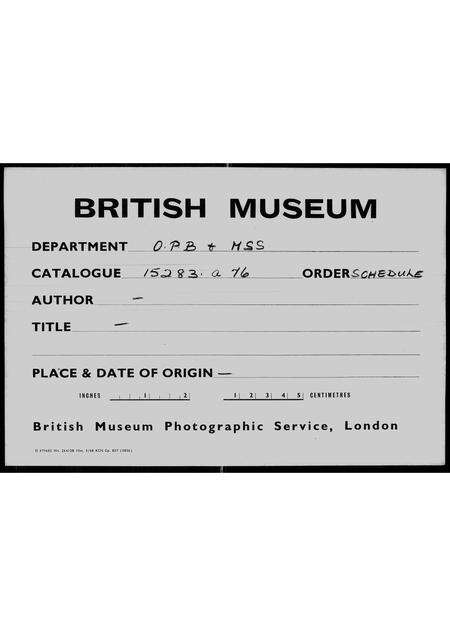 BRITISH MUSEUM
DEPARTMENT O.P.B & MSS
CATALOGUE 15283. a 76 ORDER SCHEDULE
AUTHOR —
TITLE —
PLACE & DATE OF ORIGIN —
INCHES 1 2 1 2 3 4 5 CENTIMETRES
British Museum Photographic Service, London